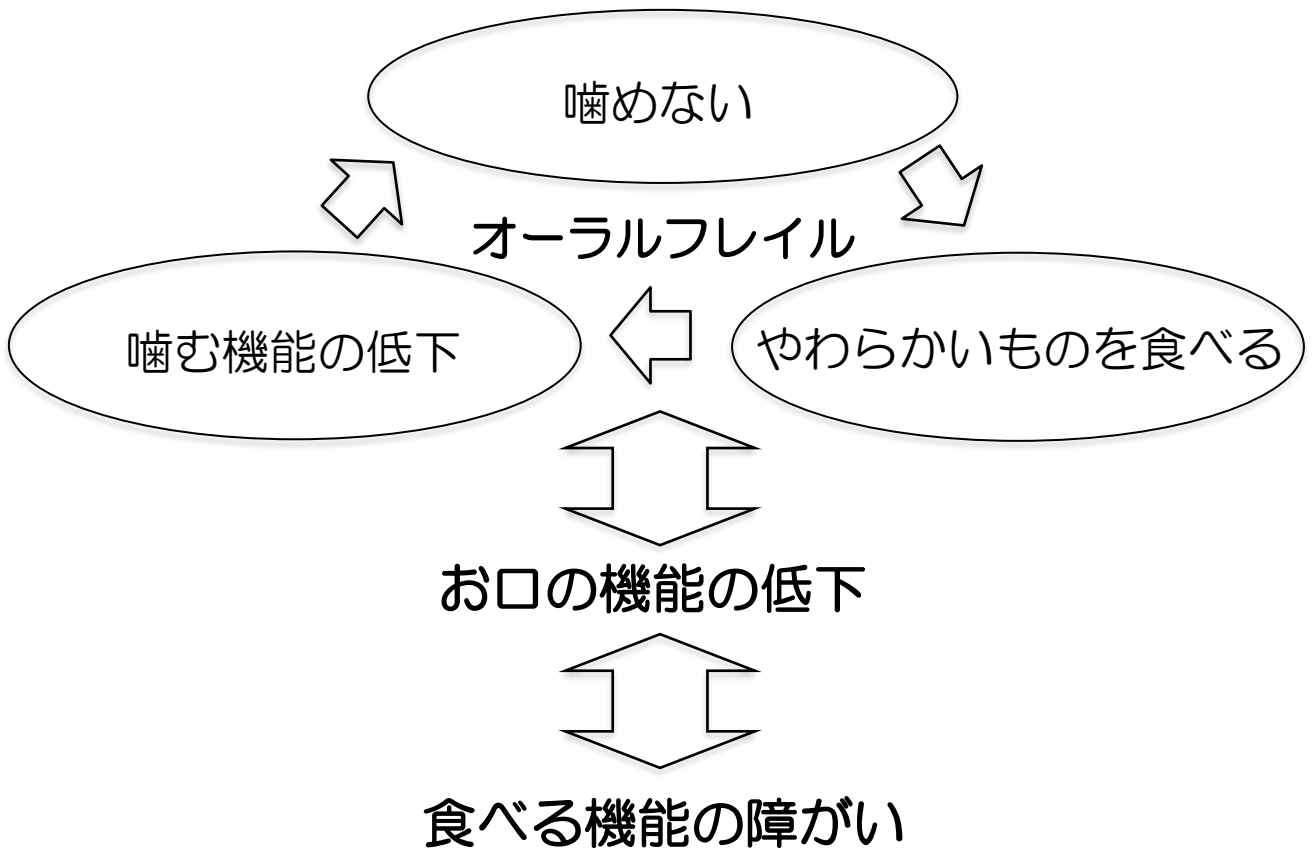 噛めない
オーラルフレイル
噛む機能の低下
やわらかいものを食べる
お口の機能の低下
食べる機能の障がい